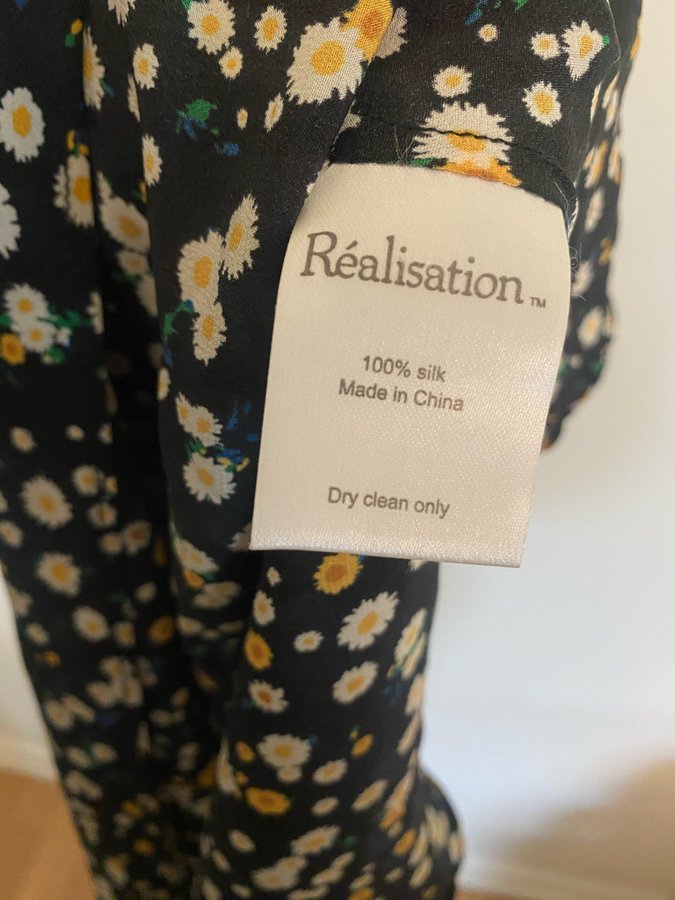 Réalisation™
100% silk
Made in China
Dry clean only